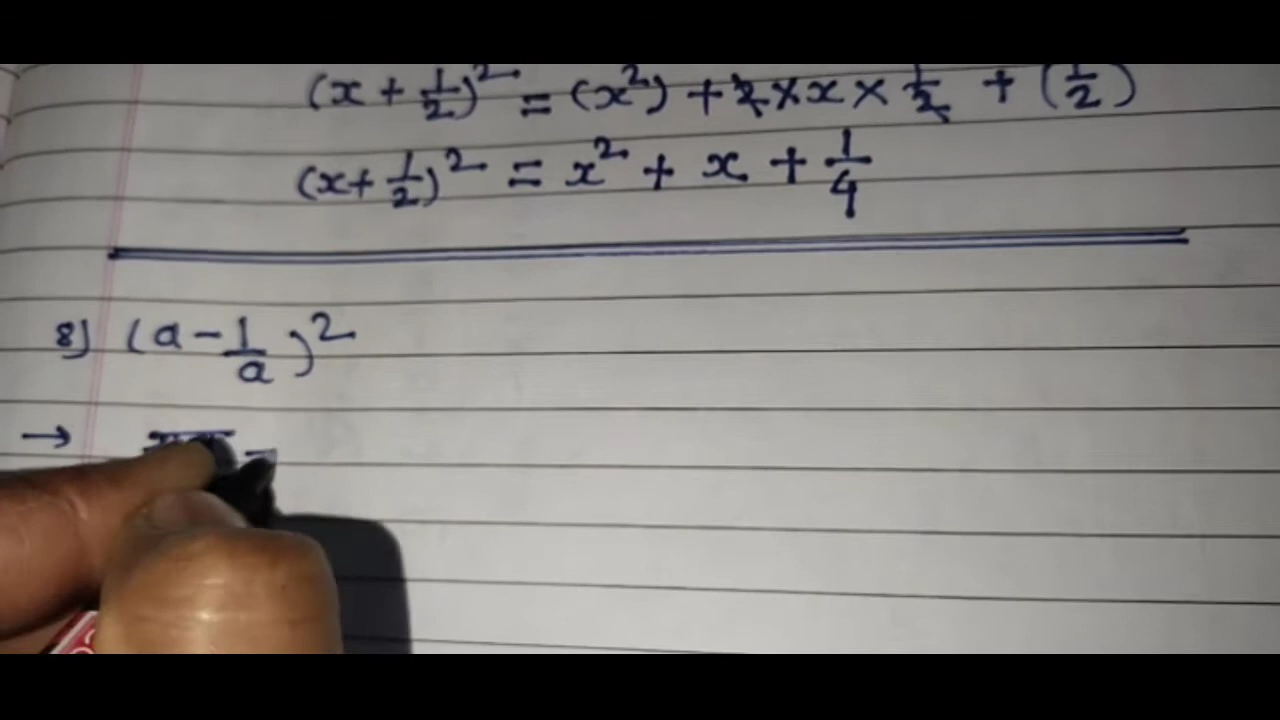 (x + 1/2)² = (x²) + 2 × x × 1/2 + (1/2)
(x + 1/2)² = x² + x + 1/4
8) (a - 1/a)²
→